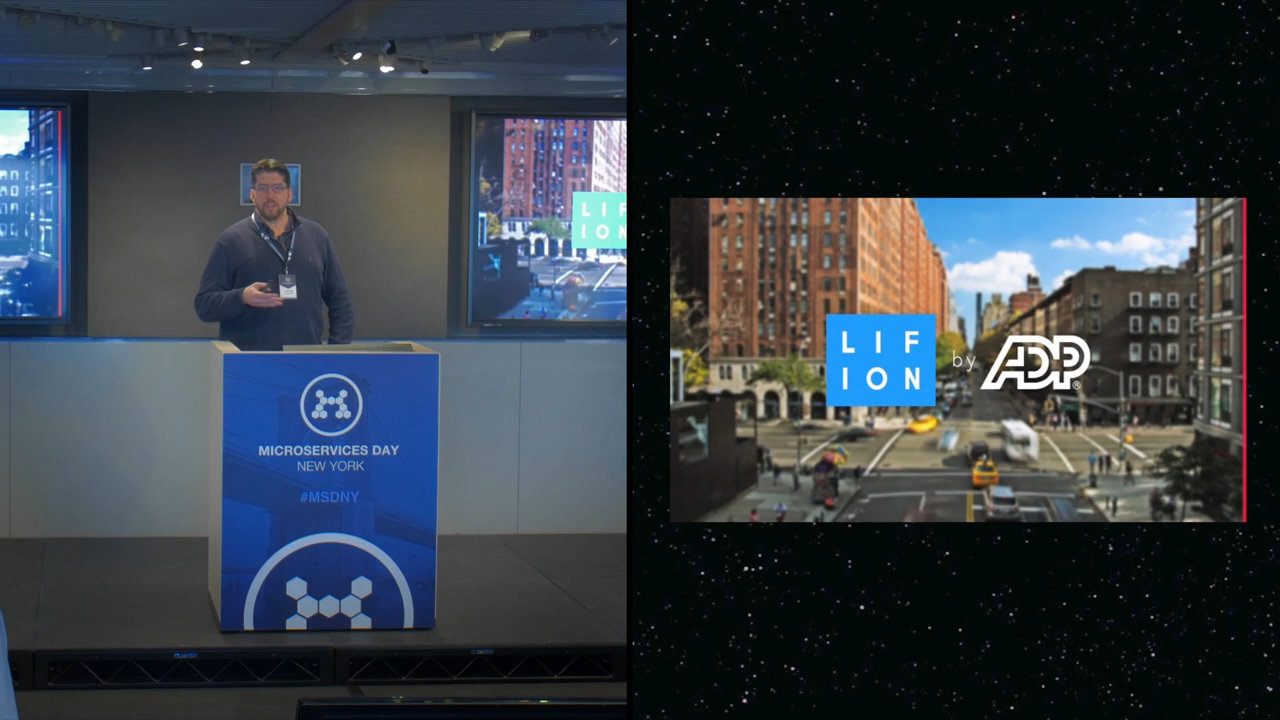 LIF
ION
MICROSERVICES DAY
NEW YORK
#MSDNY
LIF
ION
by ADP®